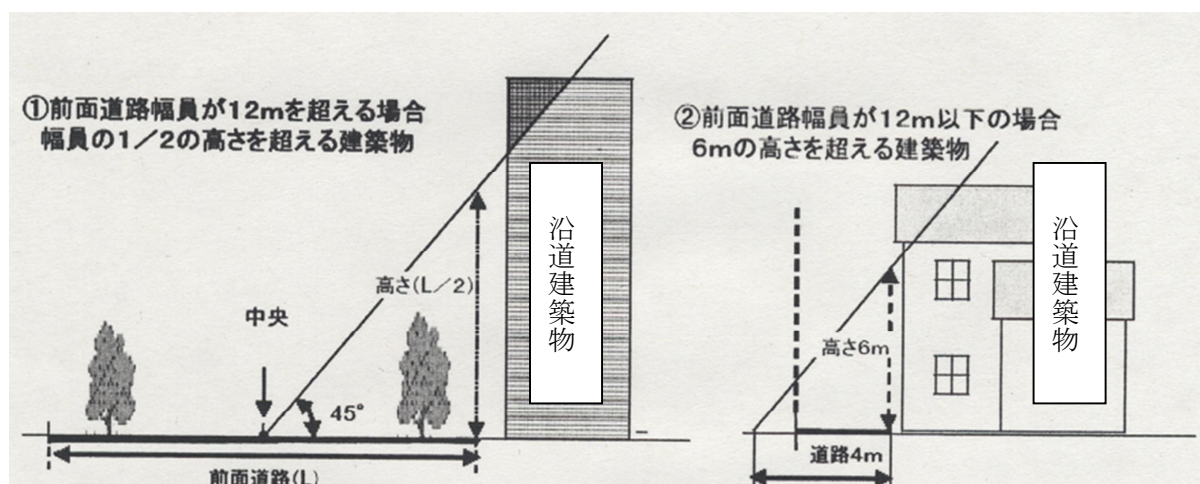 ①前面道路幅員が12mを超える場合
幅員の1／2の高さを超える建築物
②前面道路幅員が12m以下の場合
6mの高さを超える建築物
沿道建築物
沿道建築物
高さ(L／2)
中央
高さ6m
45°
道路4m
前面道路(L)